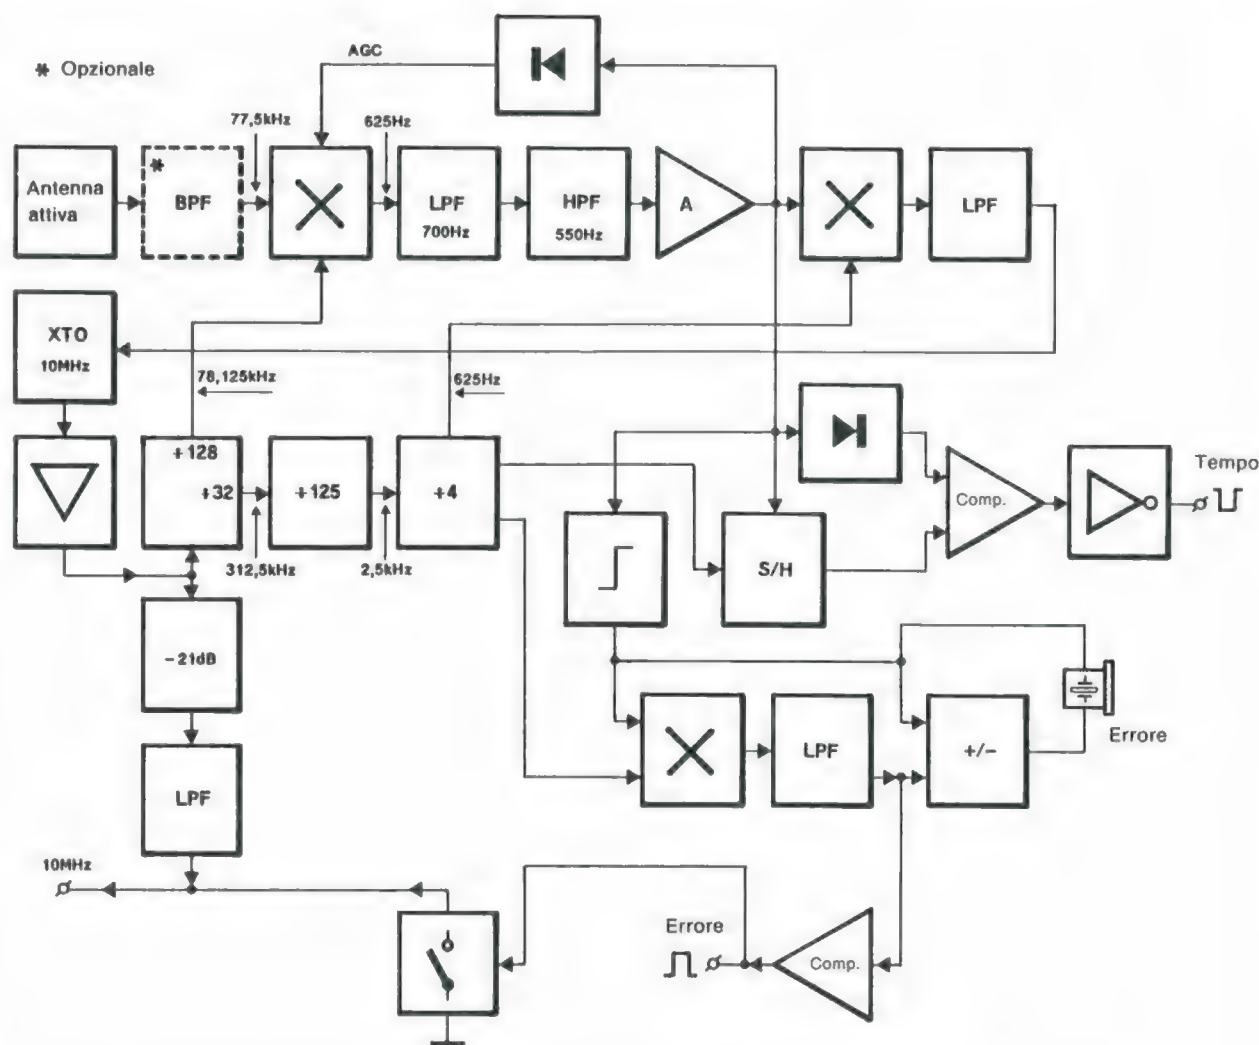 * Opzionale
AGC
77,5kHz
625Hz
Antenna
attiva
*
BPF
LPF
700Hz
HPF
550Hz
A
LPF
XTO
10MHz
78,125kHz
625Hz
+128
+32
+125
+4
312,5kHz
2,5kHz
S/H
Comp.
Tempo
-21dB
LPF
LPF
+/-
Errore
LPF
10MHz
Errore
Comp.